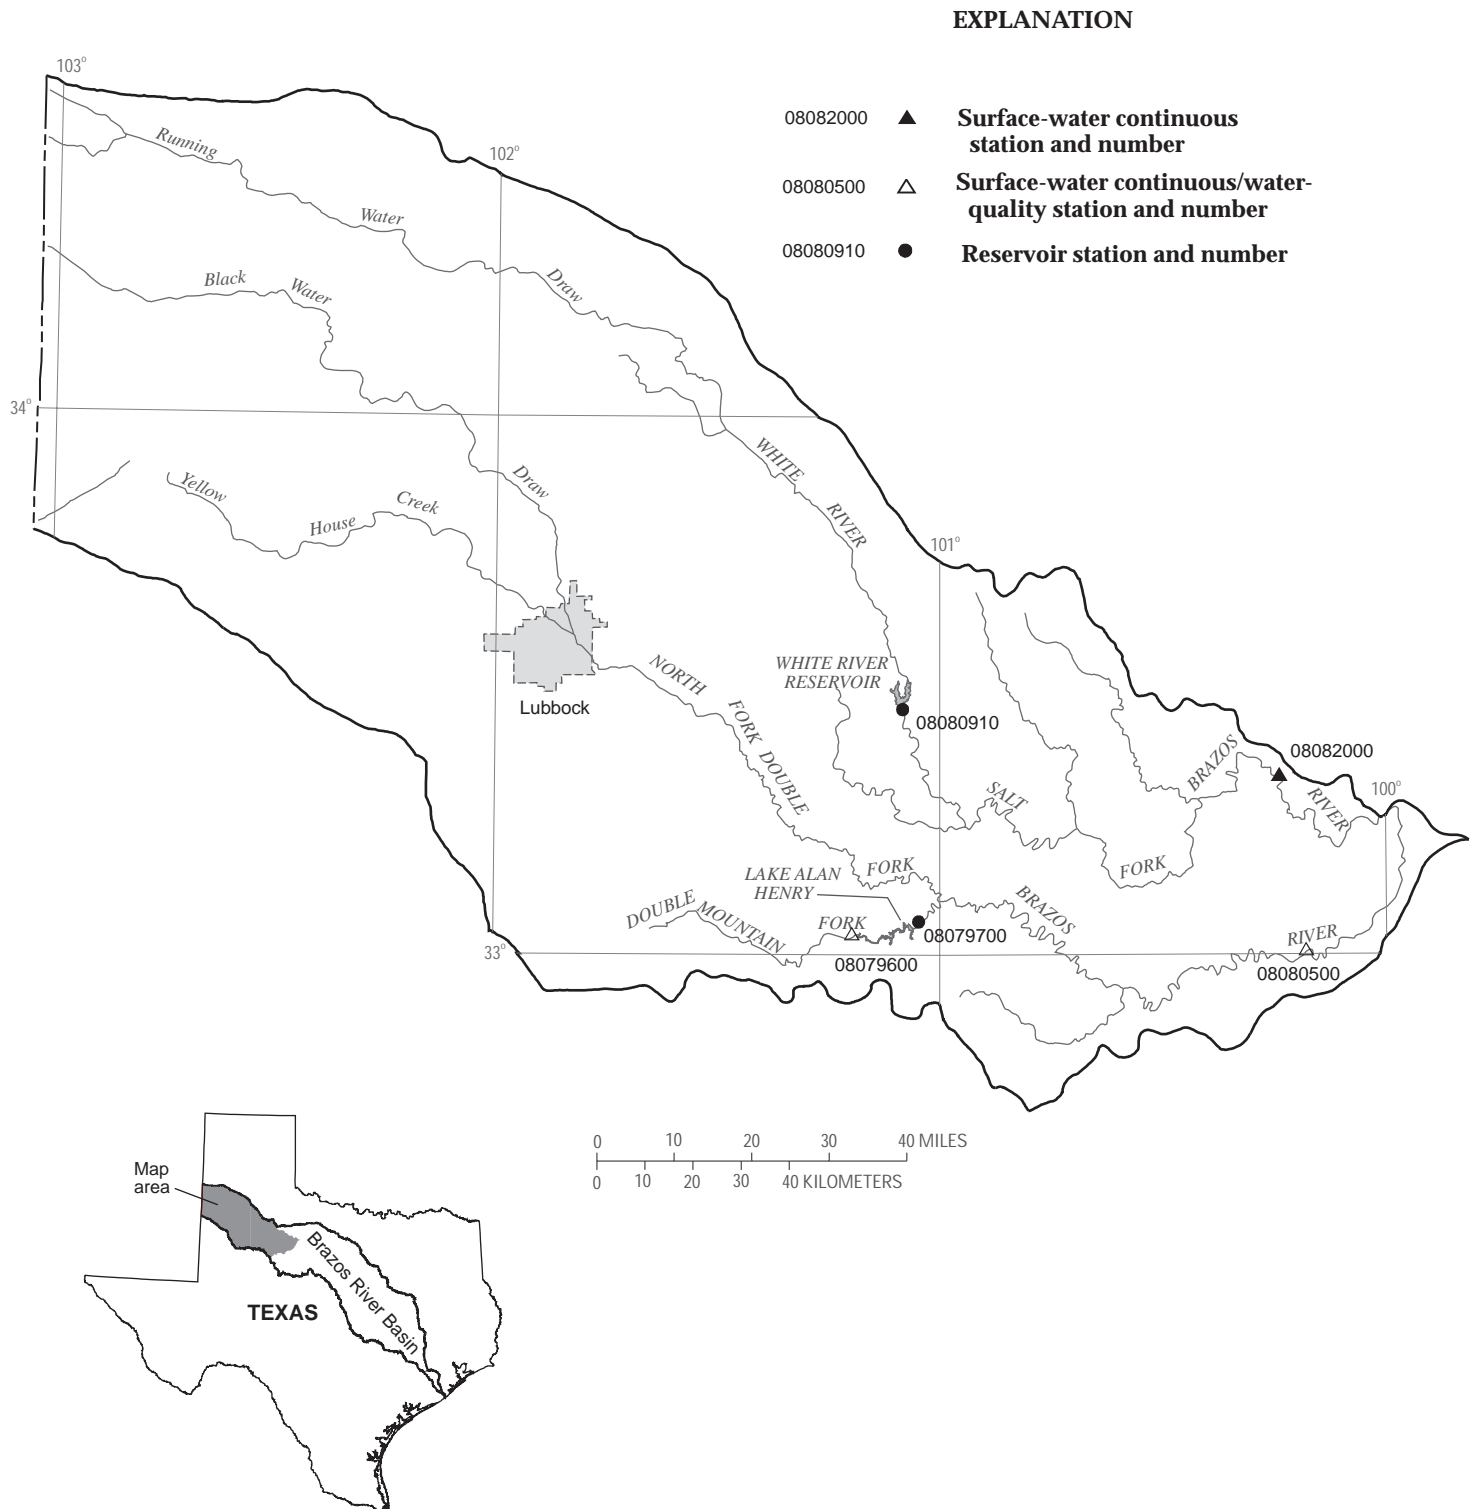 EXPLANATION
08082000 Surface-water continuous
station and number
08080500 Surface-water continuous/water-
quality station and number
08080910 Reservoir station and number
103°
102°
Running
Water
Draw
Black
Water
Draw
34°
WHITE
RIVER
Yellow
House
Creek
101°
WHITE RIVER
RESERVOIR
NORTH
FORK
DOUBLE
Lubbock
08080910
08082000
BRAZOS
RIVER
100°
SALT
FORK
FORK
LAKE ALAN
HENRY
BRAZOS
DOUBLE
MOUNTAIN
FORK
08079700
RIVER
33°
08079600
08080500
0 10 20 30 40 MILES
0 10 20 30 40 KILOMETERS
Map
area
Brazos River Basin
TEXAS